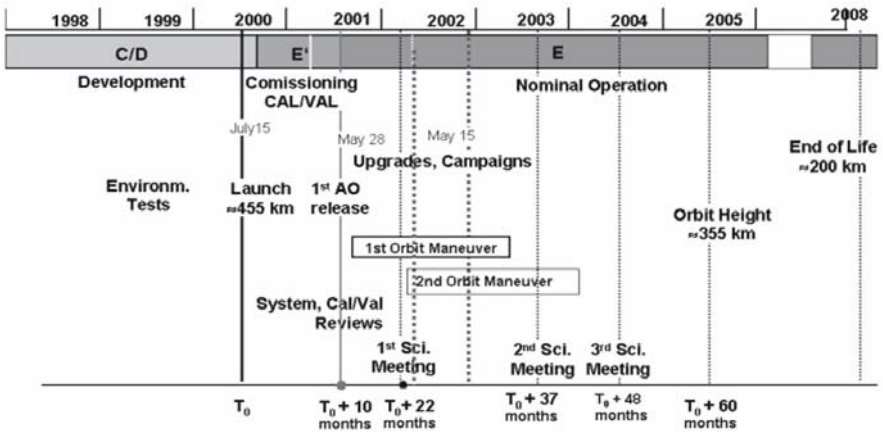 1998 1999 2000 2001 2002 2003 2004 2005 2008
C/D E' E
Development
Comissioning
CAL/VAL
Nominal Operation
July15
May 28
May 15
Upgrades, Campaigns
End of Life
≈200 km
Environm.
Tests
Launch
≈455 km
1st AO
release
Orbit Height
≈355 km
1st Orbit Maneuver
2nd Orbit Maneuver
System, Cal/Val
Reviews
1st Sci.
Meeting
2nd Sci.
Meeting
3rd Sci.
Meeting
T0
T0 + 10
months
T0 + 22
months
T0 + 37
months
T0 + 48
months
T0 + 60
months